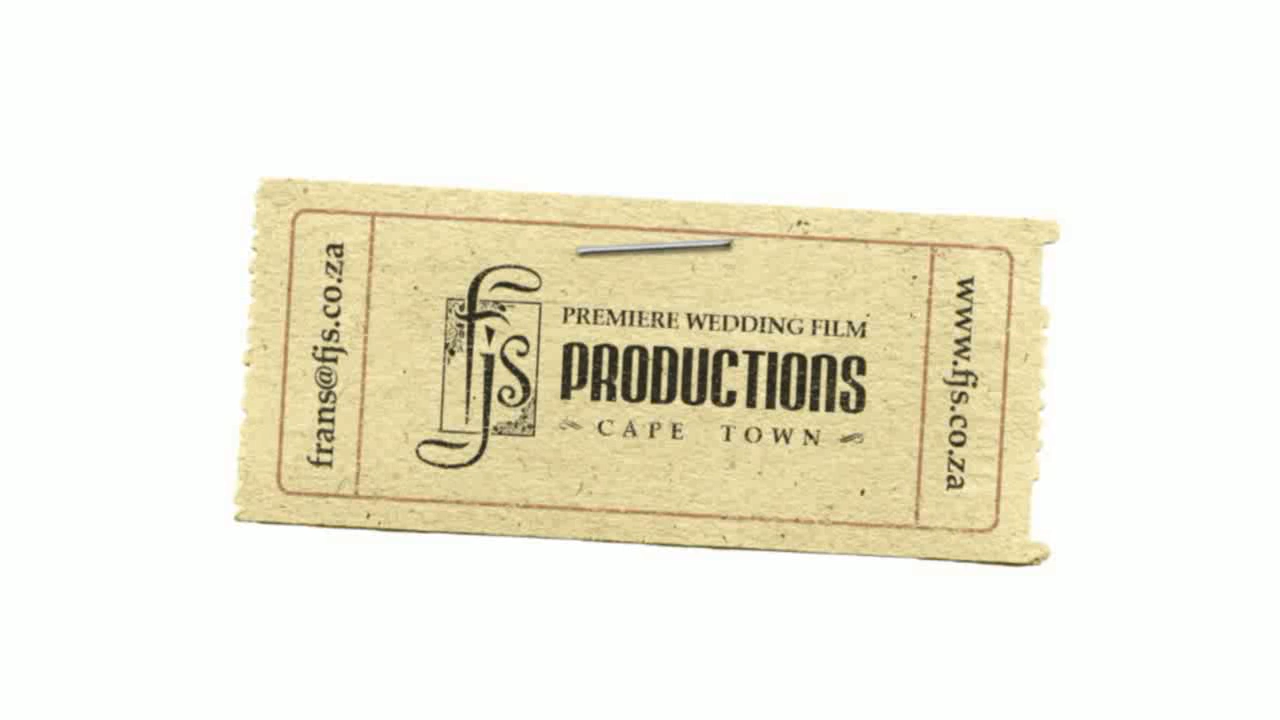 frans@fjs.co.za
fjs
PREMIERE WEDDING FILM
PRODUCTIONS
CAPE TOWN
www.fjs.co.za